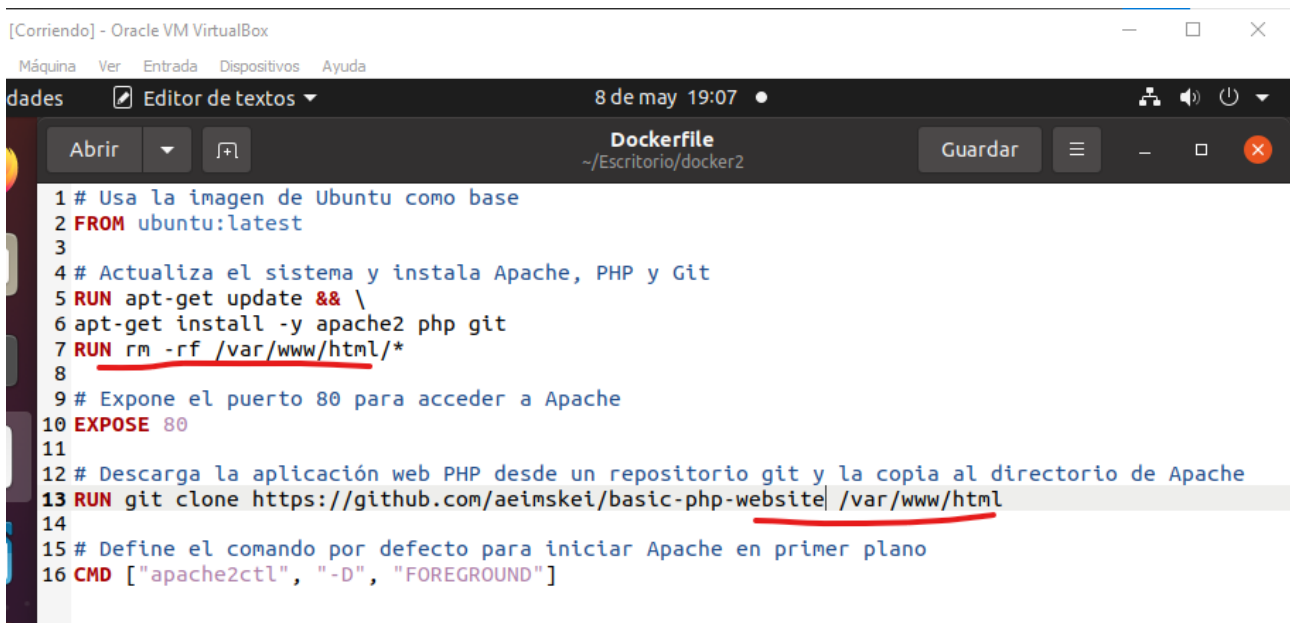 [Corriendo] - Oracle VM VirtualBox
Máquina Ver Entrada Dispositivos Ayuda
dades Editor de textos 8 de may 19:07
Abrir Dockerfile Guardar
~/Escritorio/docker2
1 # Usa la imagen de Ubuntu como base
2 FROM ubuntu:latest
3
4 # Actualiza el sistema y instala Apache, PHP y Git
5 RUN apt-get update && \
6 apt-get install -y apache2 php git
7 RUN rm -rf /var/www/html/*
8
9 # Expone el puerto 80 para acceder a Apache
10 EXPOSE 80
11
12 # Descarga la aplicación web PHP desde un repositorio git y la copia al directorio de Apache
13 RUN git clone https://github.com/aeimskei/basic-php-website /var/www/html
14
15 # Define el comando por defecto para iniciar Apache en primer plano
16 CMD ["apache2ctl", "-D", "FOREGROUND"]